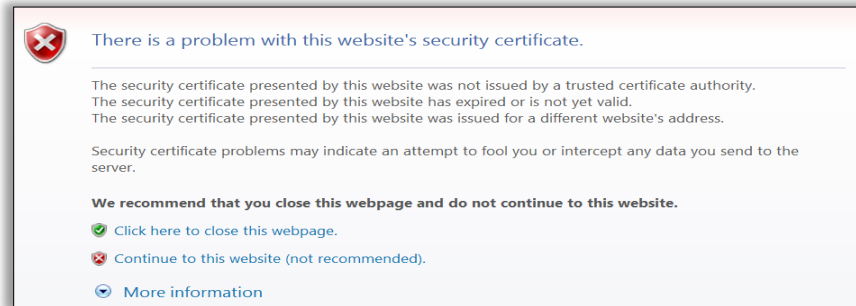 There is a problem with this website's security certificate.
The security certificate presented by this website was not issued by a trusted certificate authority.
The security certificate presented by this website has expired or is not yet valid.
The security certificate presented by this website was issued for a different website's address.
Security certificate problems may indicate an attempt to fool you or intercept any data you send to the
server.
We recommend that you close this webpage and do not continue to this website.
Click here to close this webpage.
Continue to this website (not recommended).
More information